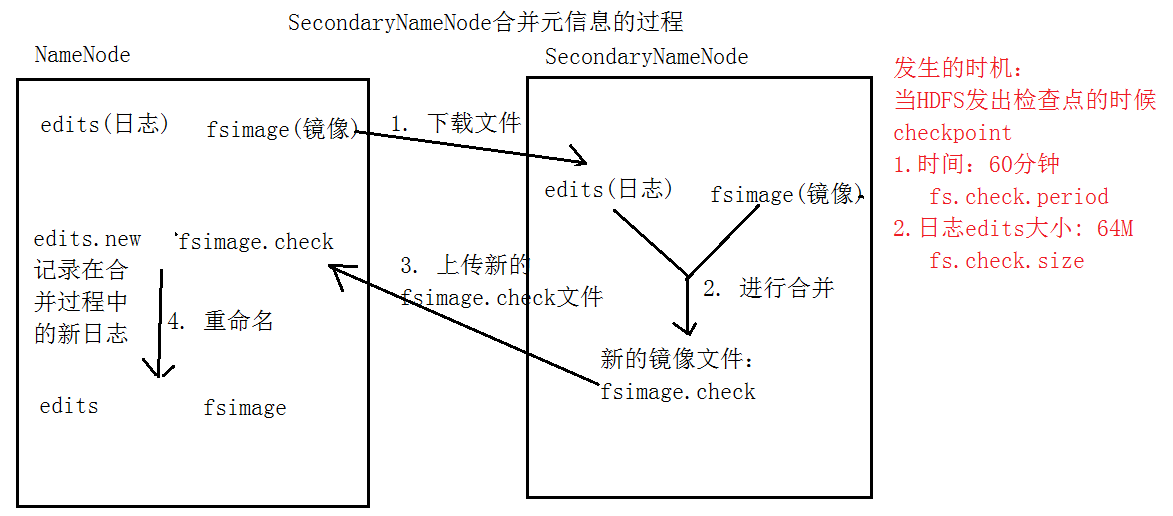 SecondaryNameNode合并元信息的过程
NameNode
SecondaryNameNode
edits(日志)
fsimage(镜像)
1. 下载文件
edits(日志)
fsimage(镜像)
edits.new
记录在合
并过程中
的新日志
fsimage.check
3. 上传新的
fsimage.check文件
2. 进行合并
4. 重命名
新的镜像文件:
fsimage.check
edits
fsimage
发生的时机:
当HDFS发出检查点的时候
checkpoint
1.时间: 60分钟
fs.check.period
2.日志edits大小: 64M
fs.check.size